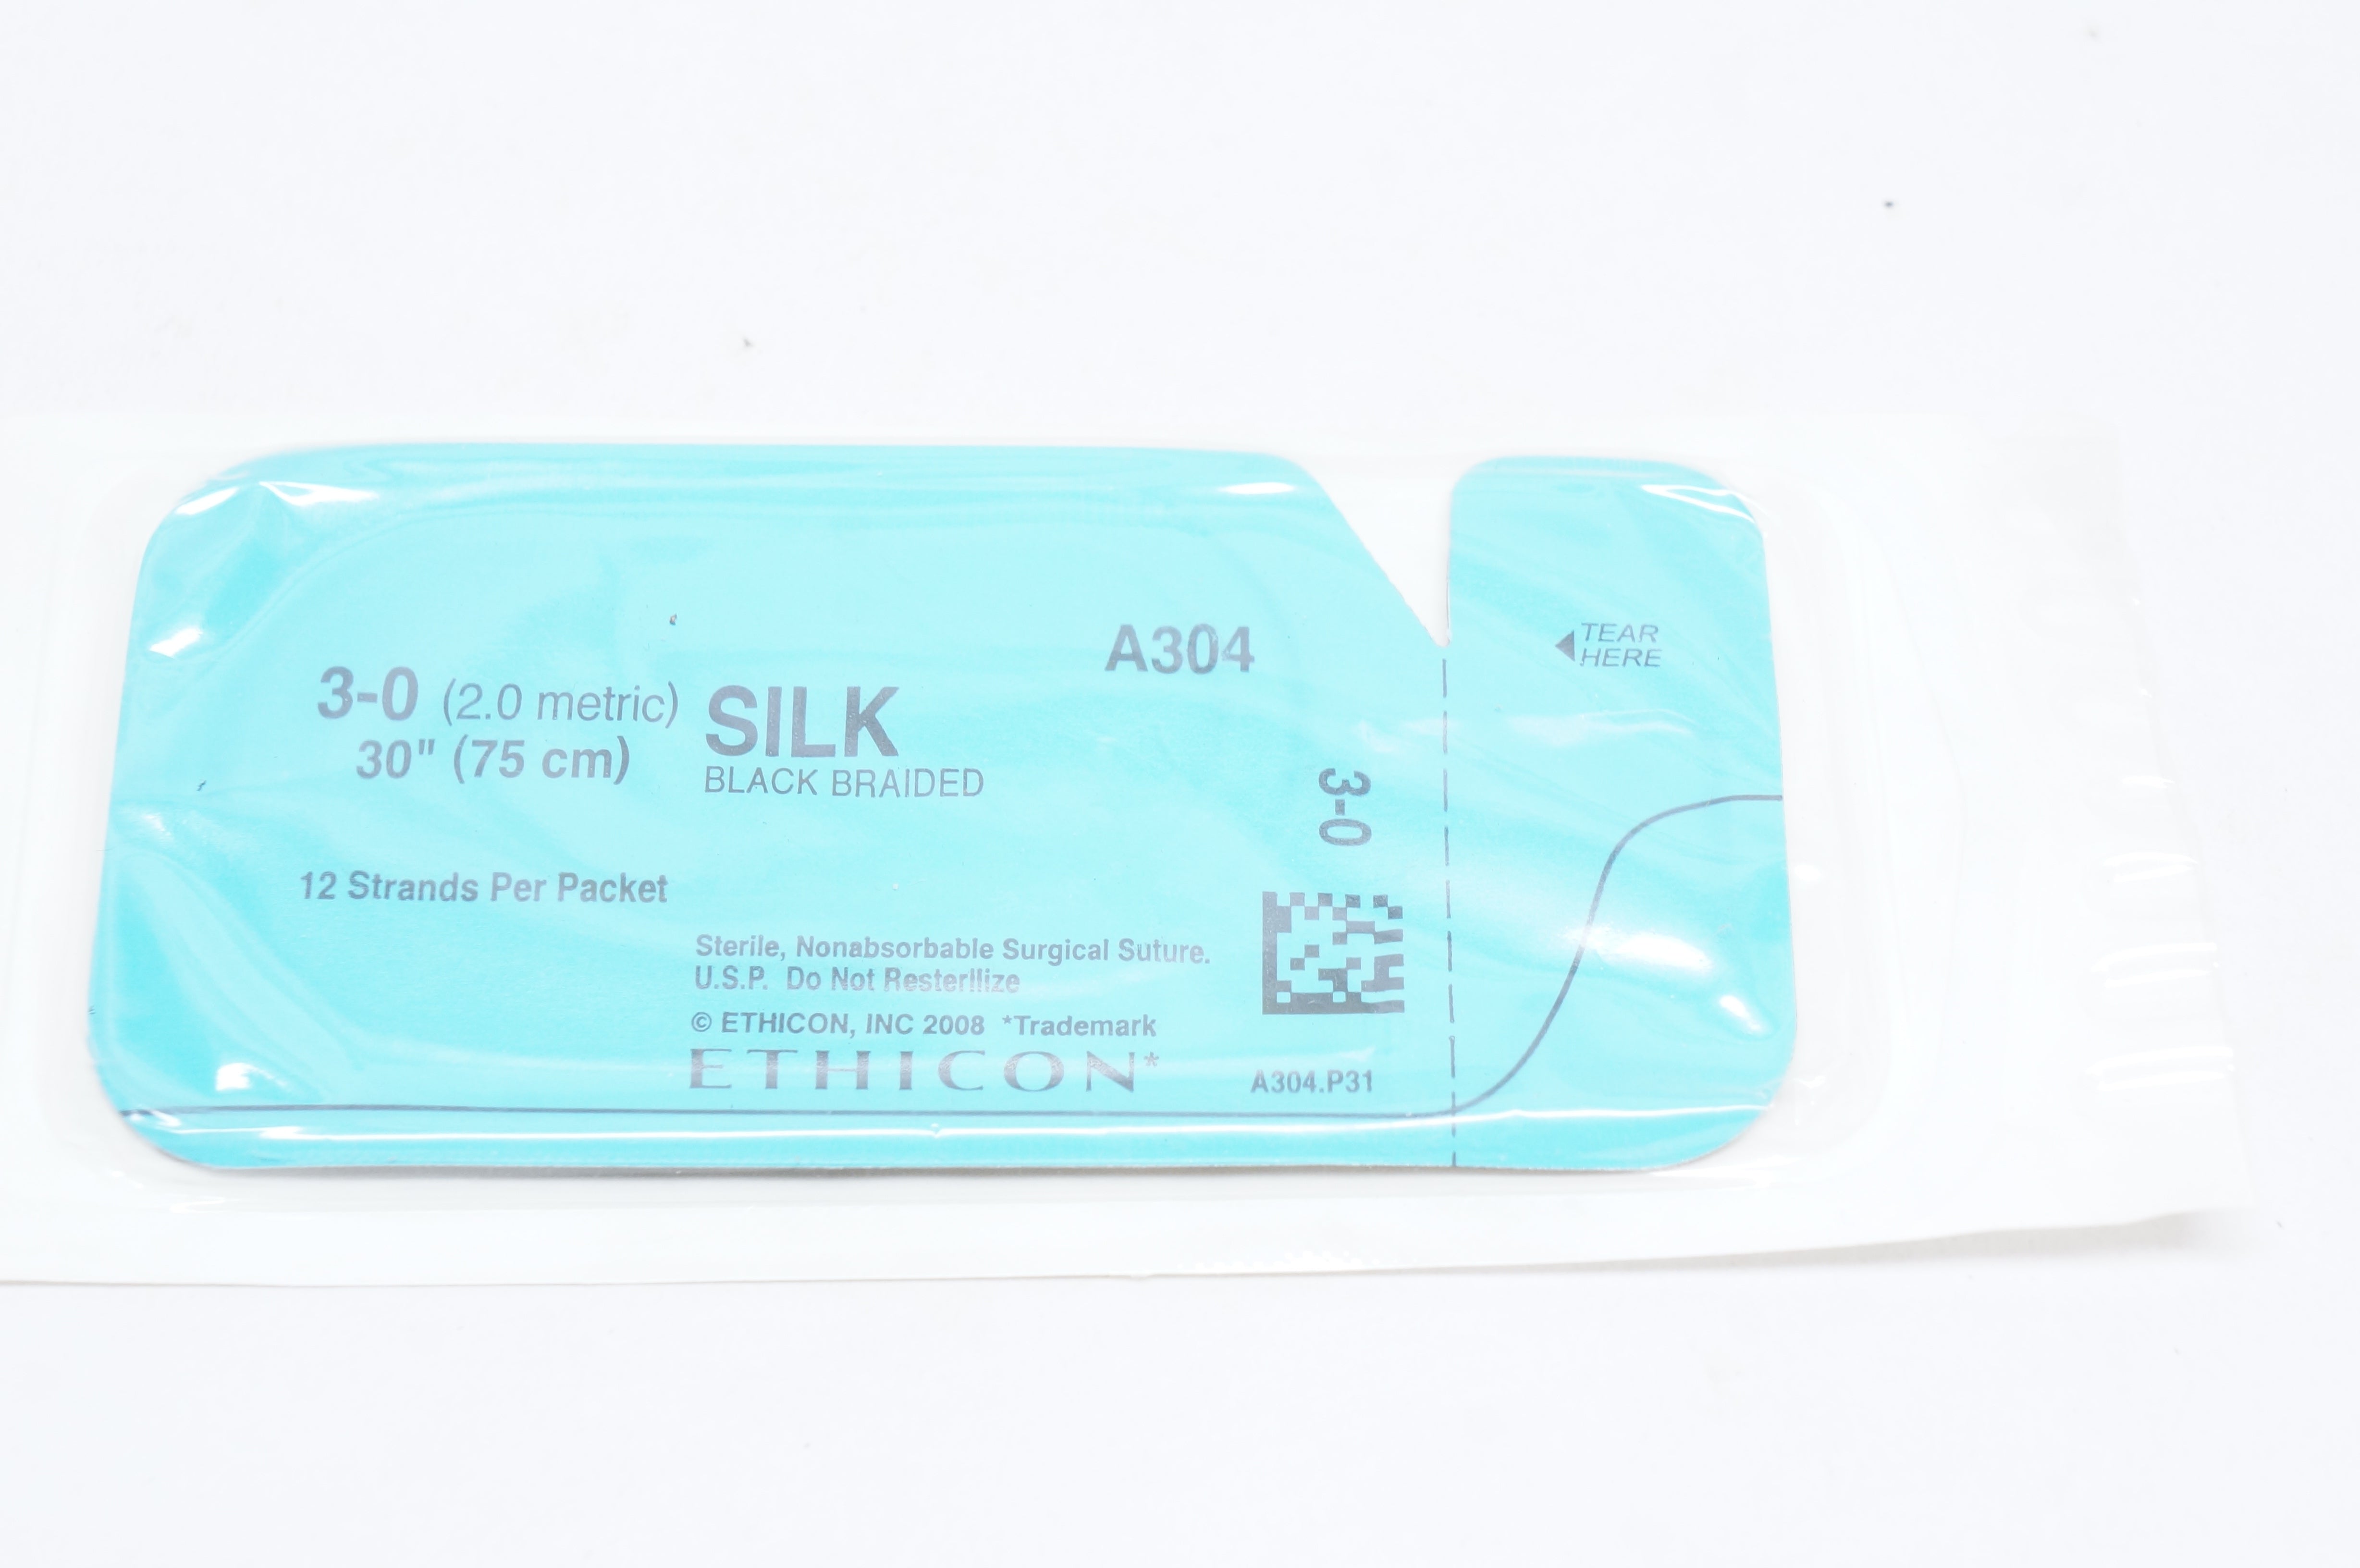 A304
TEAR
HERE
3-0 (2.0 metric)
30" (75 cm)
SILK
BLACK BRAIDED
3-0
12 Strands Per Packet
Sterile, Nonabsorbable Surgical Suture.
U.S.P. Do Not Resterilize
© ETHICON, INC 2008 *Trademark
ETHICON*
A304.P31